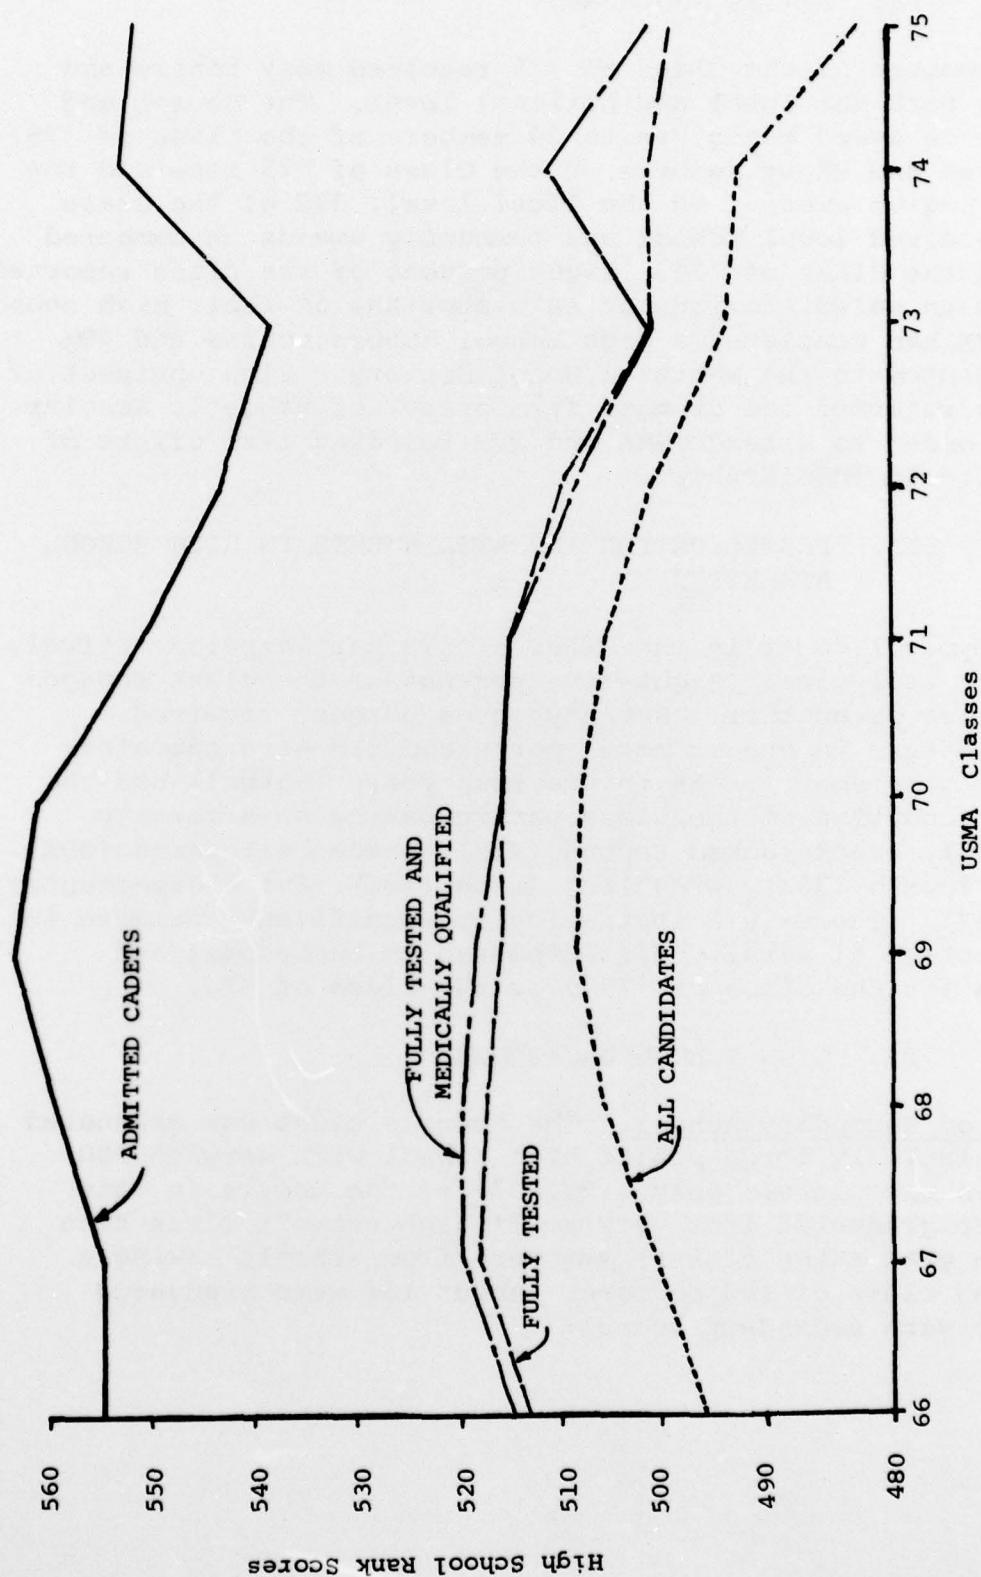 High School Rank Scores
560
550
540
530
520
510
500
490
480
ADMITTED CADETS
FULLY TESTED AND
MEDICALLY QUALIFIED
FULLY TESTED
ALL CANDIDATES
66
67
68
69
70
71
72
73
74
75
USMA Classes